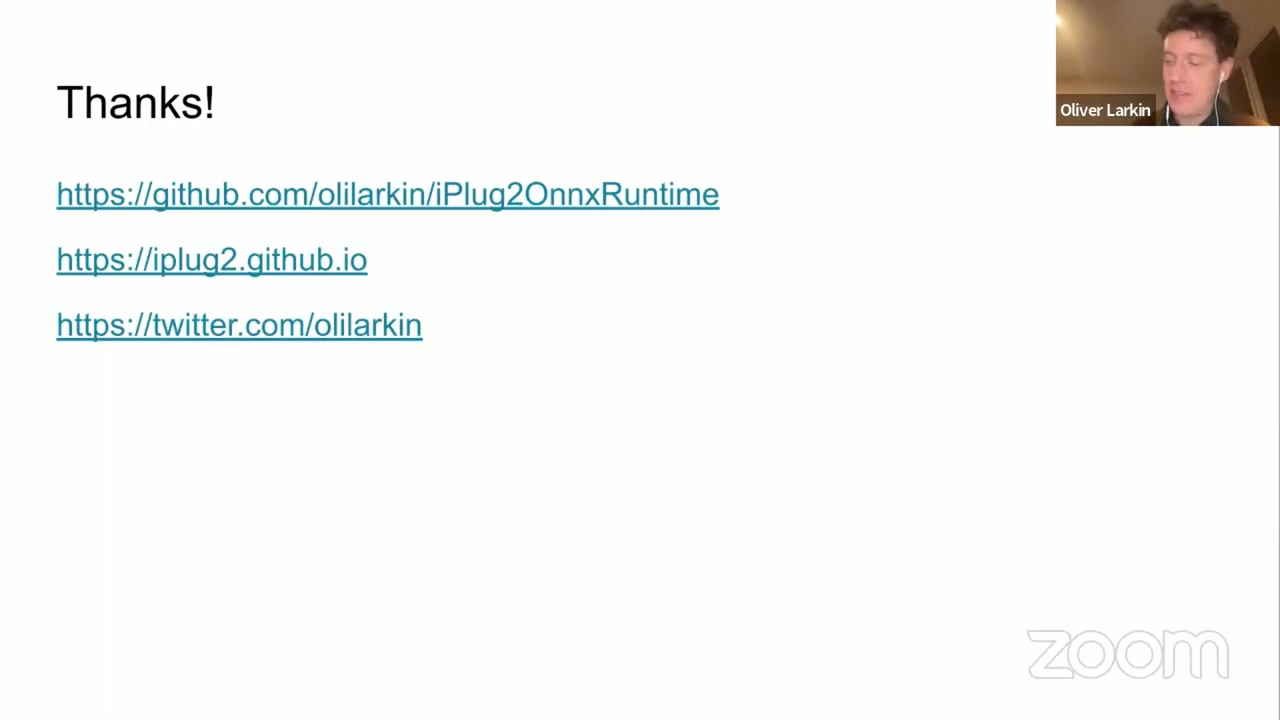 Thanks!
https://github.com/olilarkin/iPlug2OnnxRuntime
https://iplug2.github.io
https://twitter.com/olilarkin
Oliver Larkin
zoom